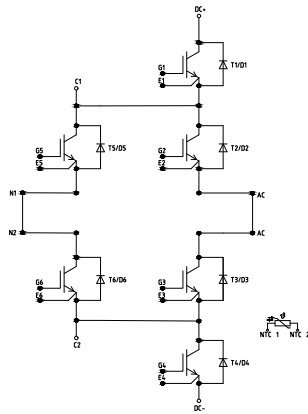 DC+
G1
T1/D1
E1
C1
G5
T5/D5
E5
G2
T2/D2
E2
N1
AC
N2
AC
G6
T6/D6
E6
G3
T3/D3
E3
C2
NTC 1
NTC 2
G4
T4/D4
E4
DC-